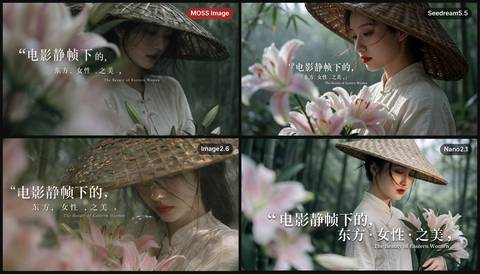 MOSS Image
“电影静帧下的,
东方、女性、之美,
The Beauty of Eastern Women
Seedream5.5
“电影静帧下的,
东方、女性、之美,
Image2.6
“电影静帧下的,
东方、女性、之美,
The Beauty of Eastern Women
Nano2.1
“电影静帧下的,
东方·女性·之美,
The Beauty of Eastern Women